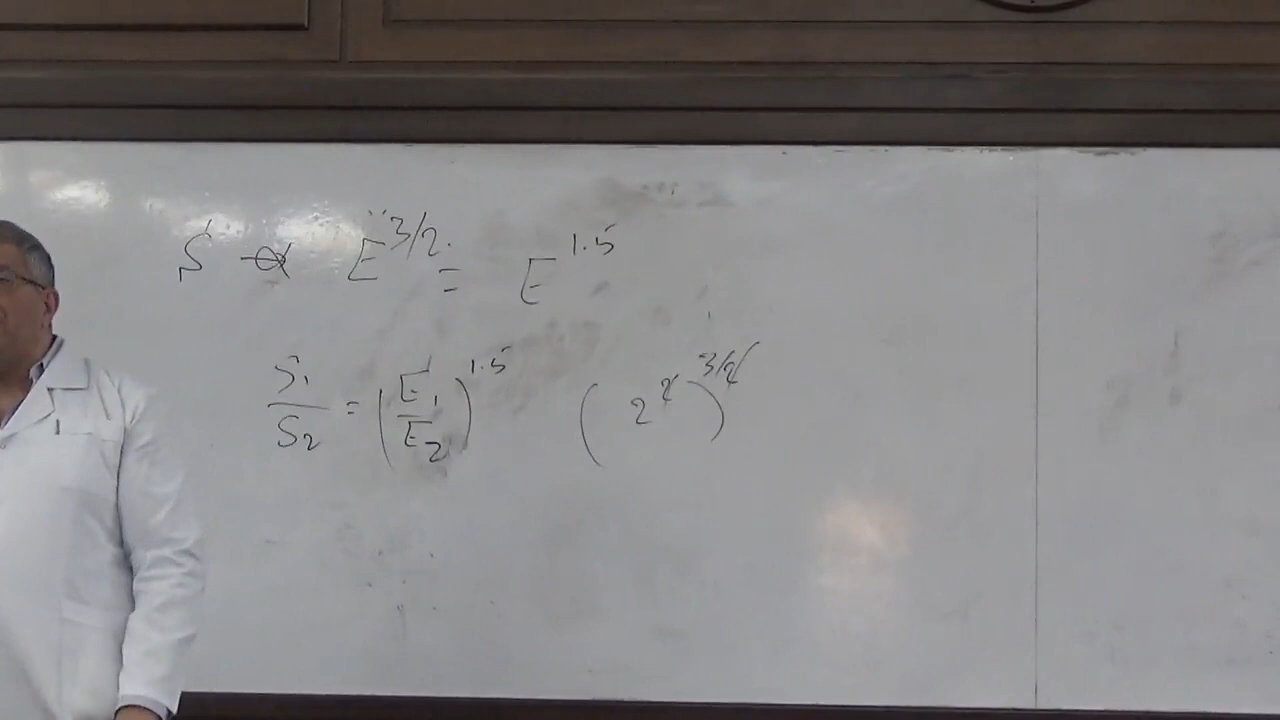 S α E^{3/2} = E^{1.5}
S₁/S₂ = (E₁/E₂)^{1.5} (2^2)^{3/2}